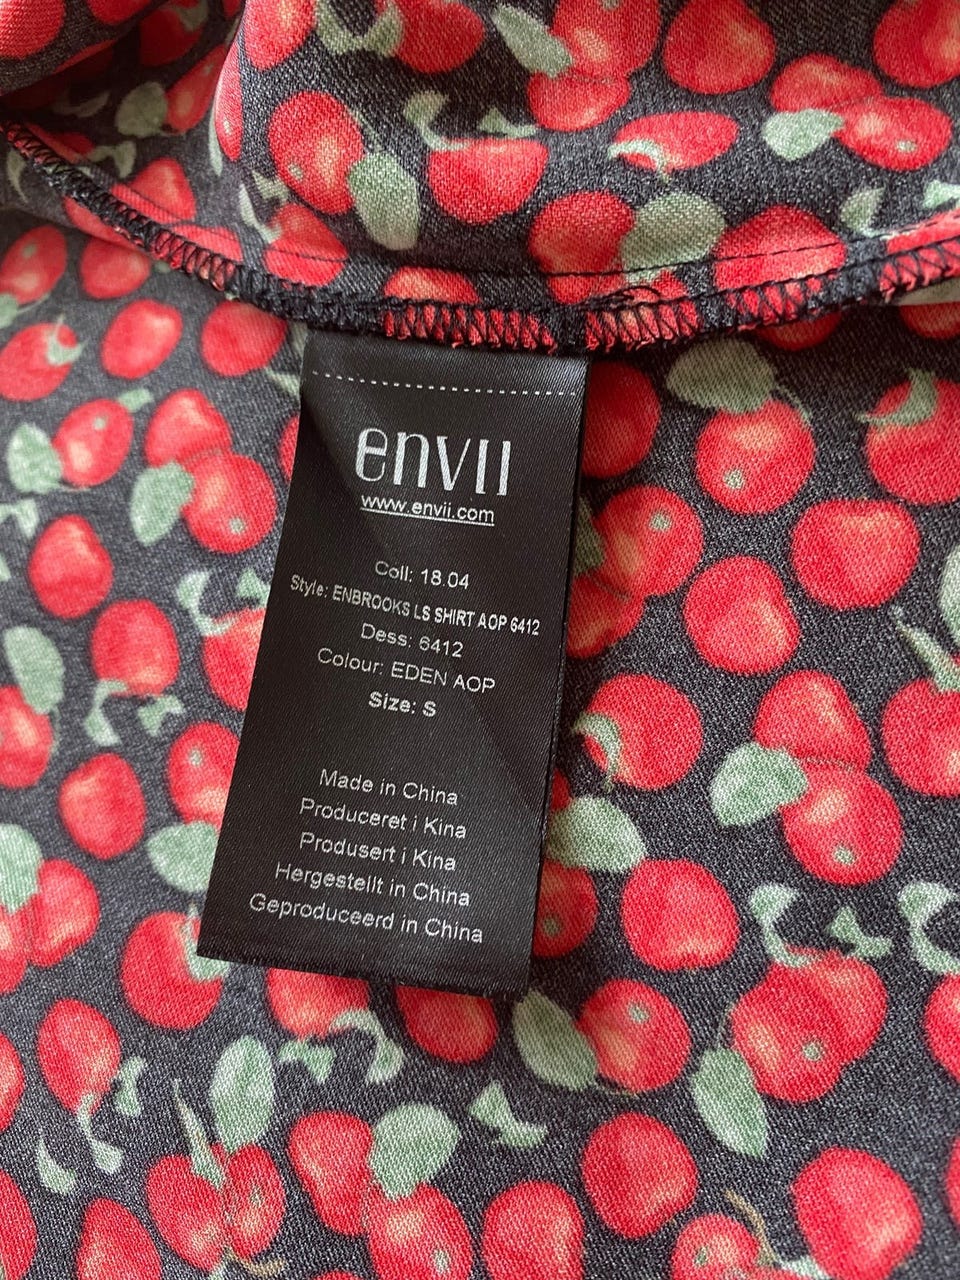 envii
www.envii.com
Coll: 18.04
Style: ENBROOKS LS SHIRT AOP 6412
Dess: 6412
Colour: EDEN AOP
Size: S
Made in China
Produceret i Kina
Produsert i Kina
Hergestellt in China
Geproduceerd in China